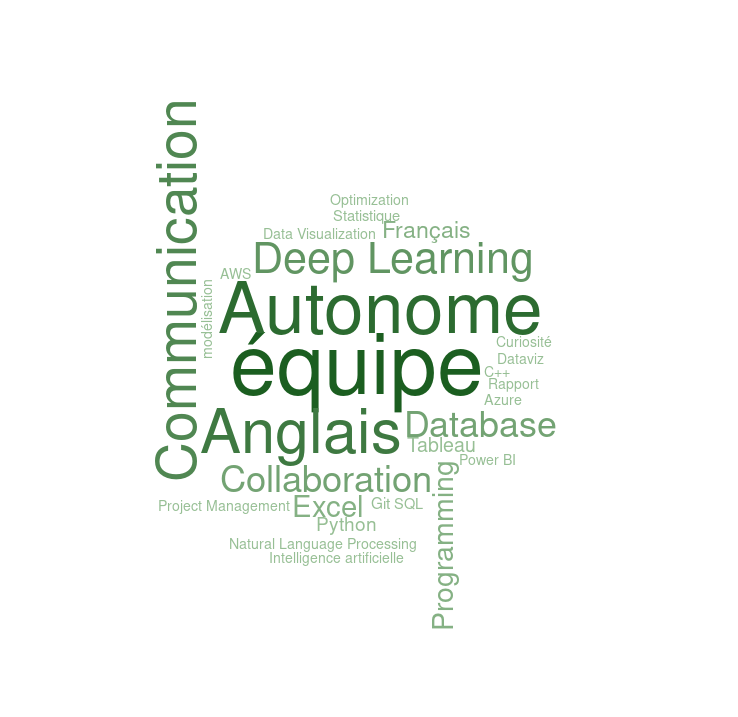 Communication
Optimization
Statistique
Français
Data Visualization
Deep Learning
AWS
modélisation
Autonome
équipe
Curiosité
Dataviz
C++
Rapport
Azure
Anglais
Database
Tableau
Power BI
Collaboration
Programming
Project Management
Excel
Git
SQL
Python
Natural Language Processing
Intelligence artificielle